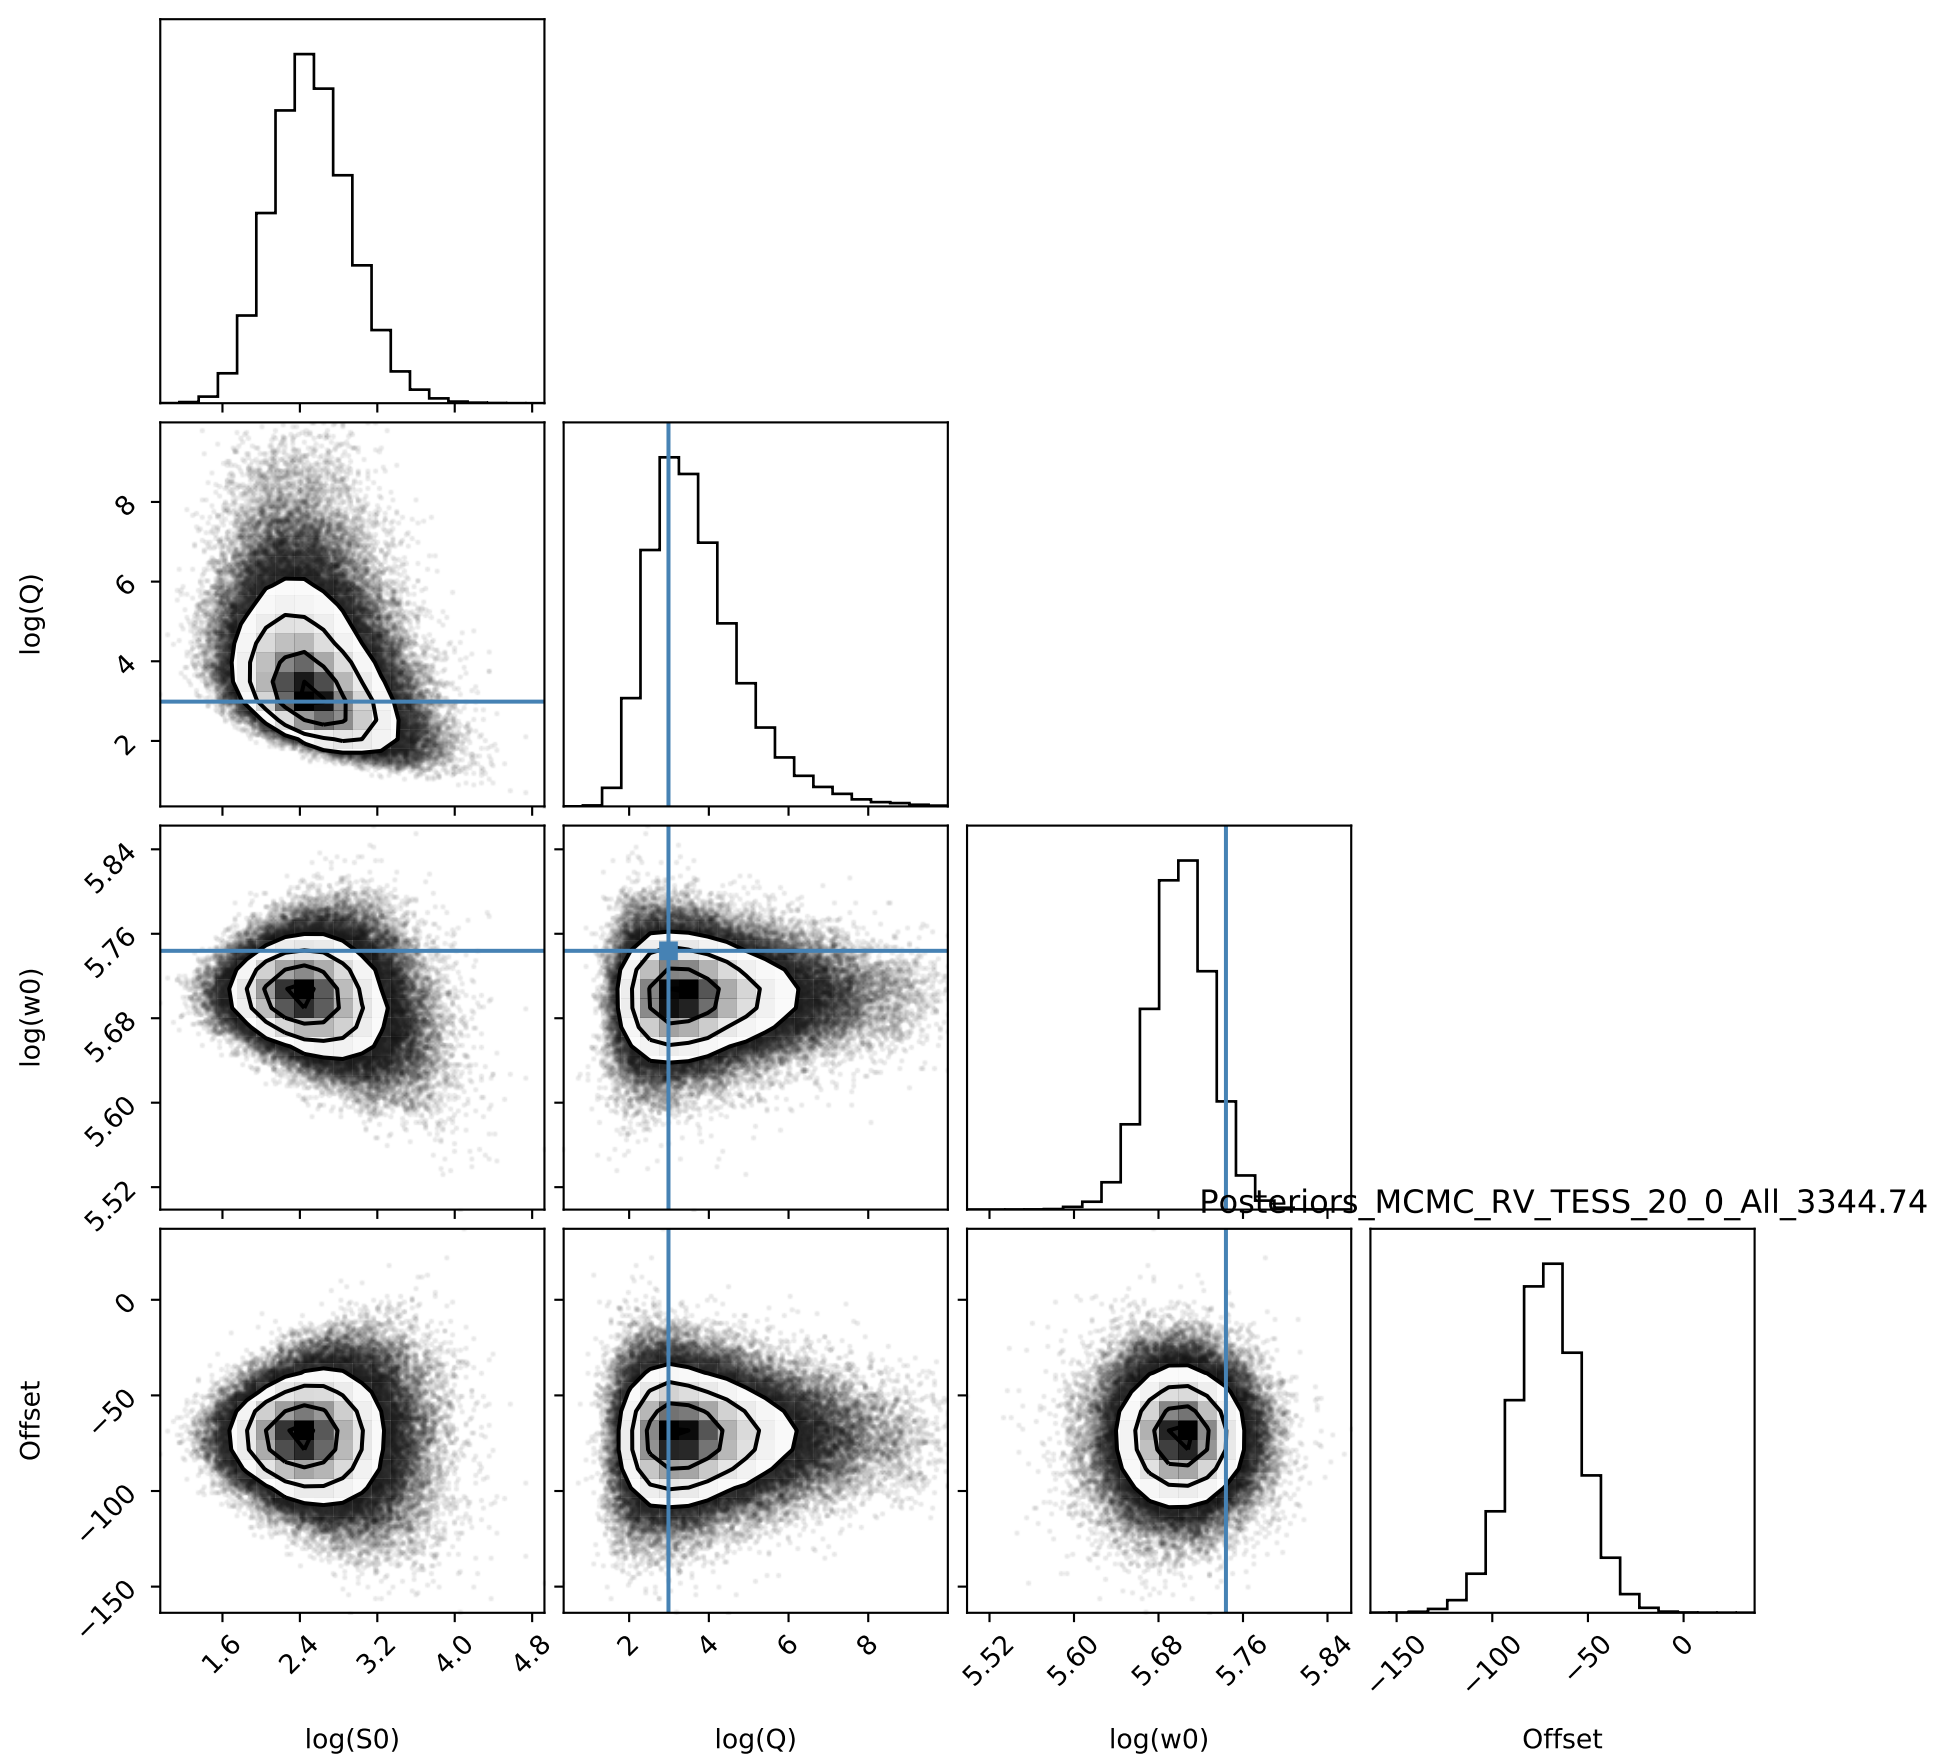 log(Q)
8
6
4
2
log(w0)
5.84
5.76
5.68
5.60
5.52
Posteriors_MCMC_RV_TESS_20_0_All_3344.74
Offset
0
−50
−100
−150
1.6 2.4 3.2 4.0 4.8
2 4 6 8
5.52 5.60 5.68 5.76 5.84
−150 −100 −50 0
log(S0) log(Q) log(w0) Offset